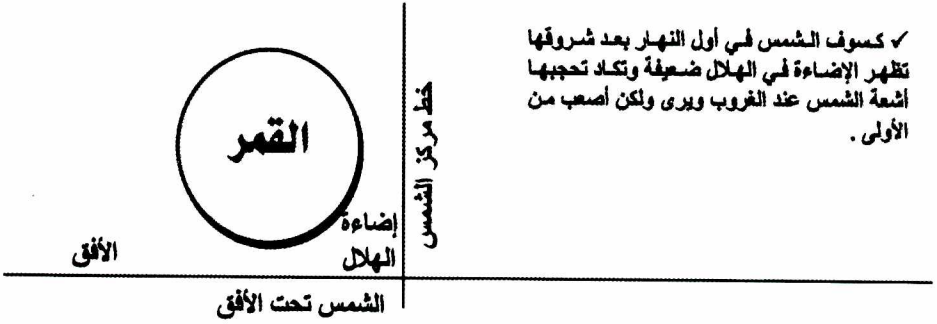 ✓ كسوف الشمس في أول النهار بعد شروقها
تظهر الإضاءة في الهلال ضعيفة وتكاد تحجبها
أشعة الشمس عند الغروب ويرى ولكن أصعب من
الأولى .
خط مركز الشمس
القمر
إضاءة
الهلال
الأفق
الشمس تحت الأفق